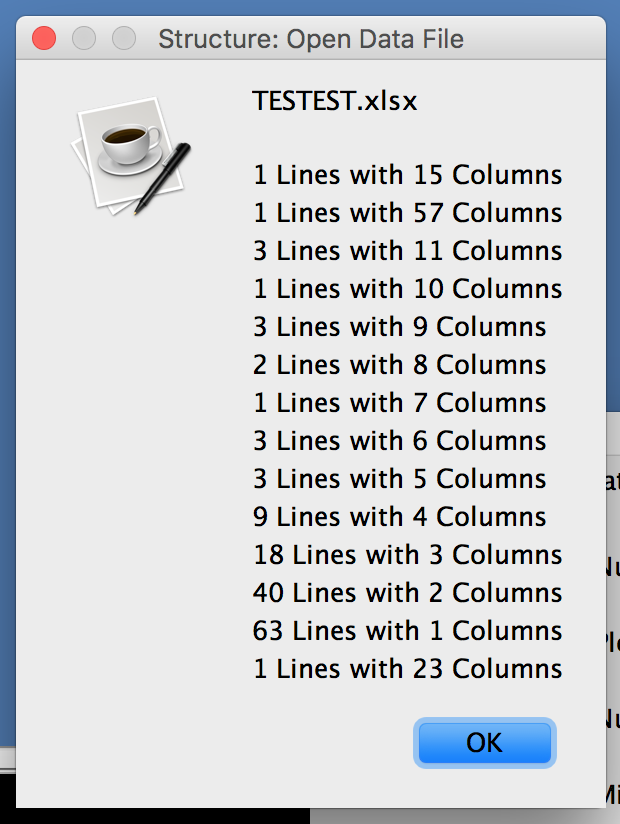 Structure: Open Data File
TESTEST.xlsx
1 Lines with 15 Columns
1 Lines with 57 Columns
3 Lines with 11 Columns
1 Lines with 10 Columns
3 Lines with 9 Columns
2 Lines with 8 Columns
1 Lines with 7 Columns
3 Lines with 6 Columns
3 Lines with 5 Columns
9 Lines with 4 Columns
18 Lines with 3 Columns
40 Lines with 2 Columns
63 Lines with 1 Columns
1 Lines with 23 Columns
OK